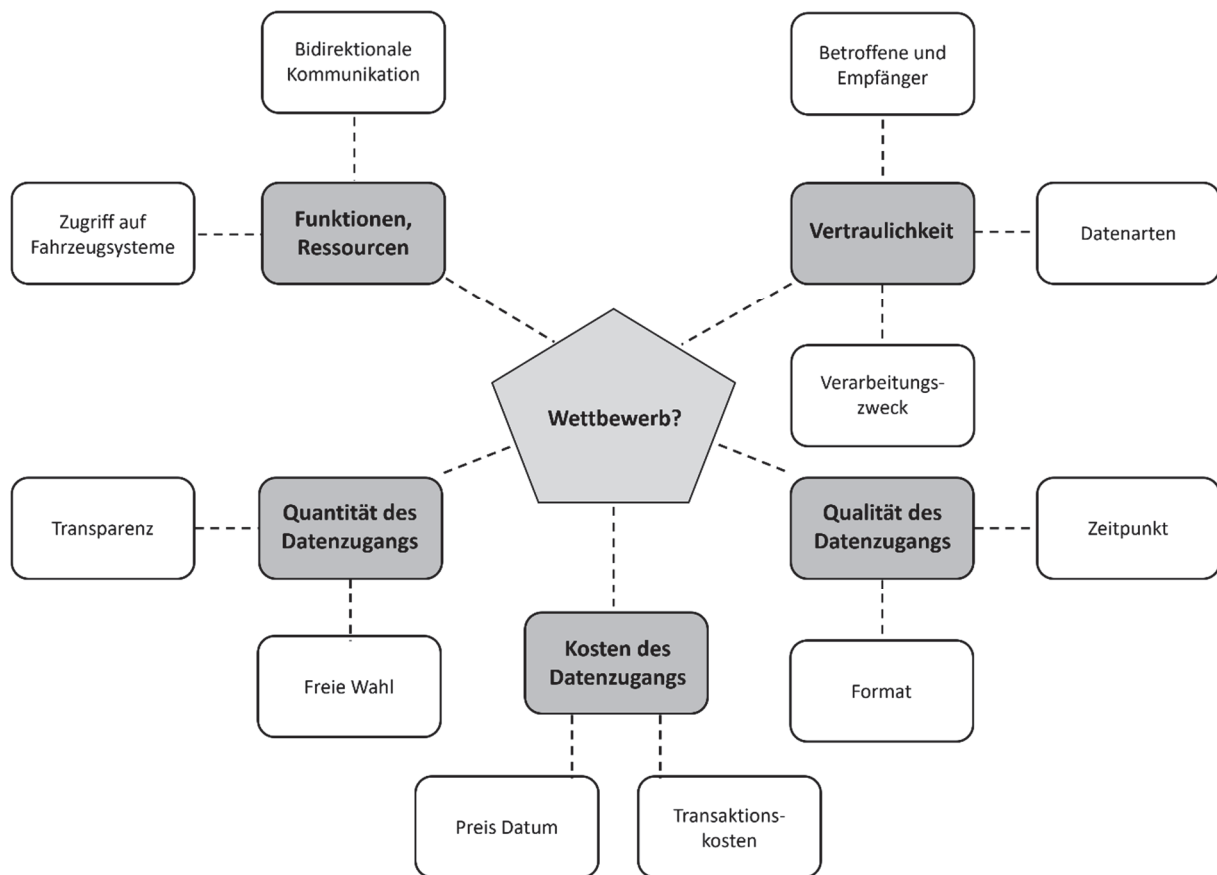 Bidirektionale
Kommunikation
Betroffene und
Empfänger
Zugriff auf
Fahrzeugsysteme
Funktionen,
Ressourcen
Vertraulichkeit
Datenarten
Verarbeitungs-
zweck
Wettbewerb?
Transparenz
Quantität des
Datenzugangs
Qualität des
Datenzugangs
Zeitpunkt
Freie Wahl
Kosten des
Datenzugangs
Format
Preis Datum
Transaktions-
kosten